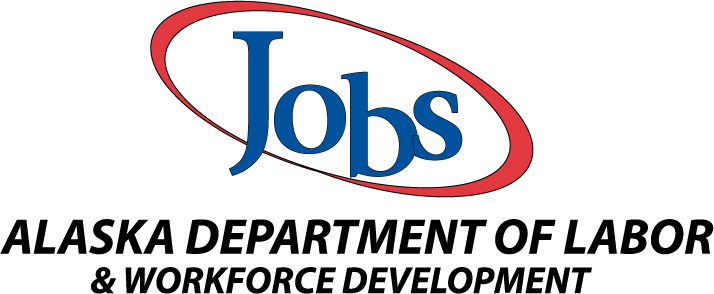 Jobs
ALASKA DEPARTMENT OF LABOR
& WORKFORCE DEVELOPMENT